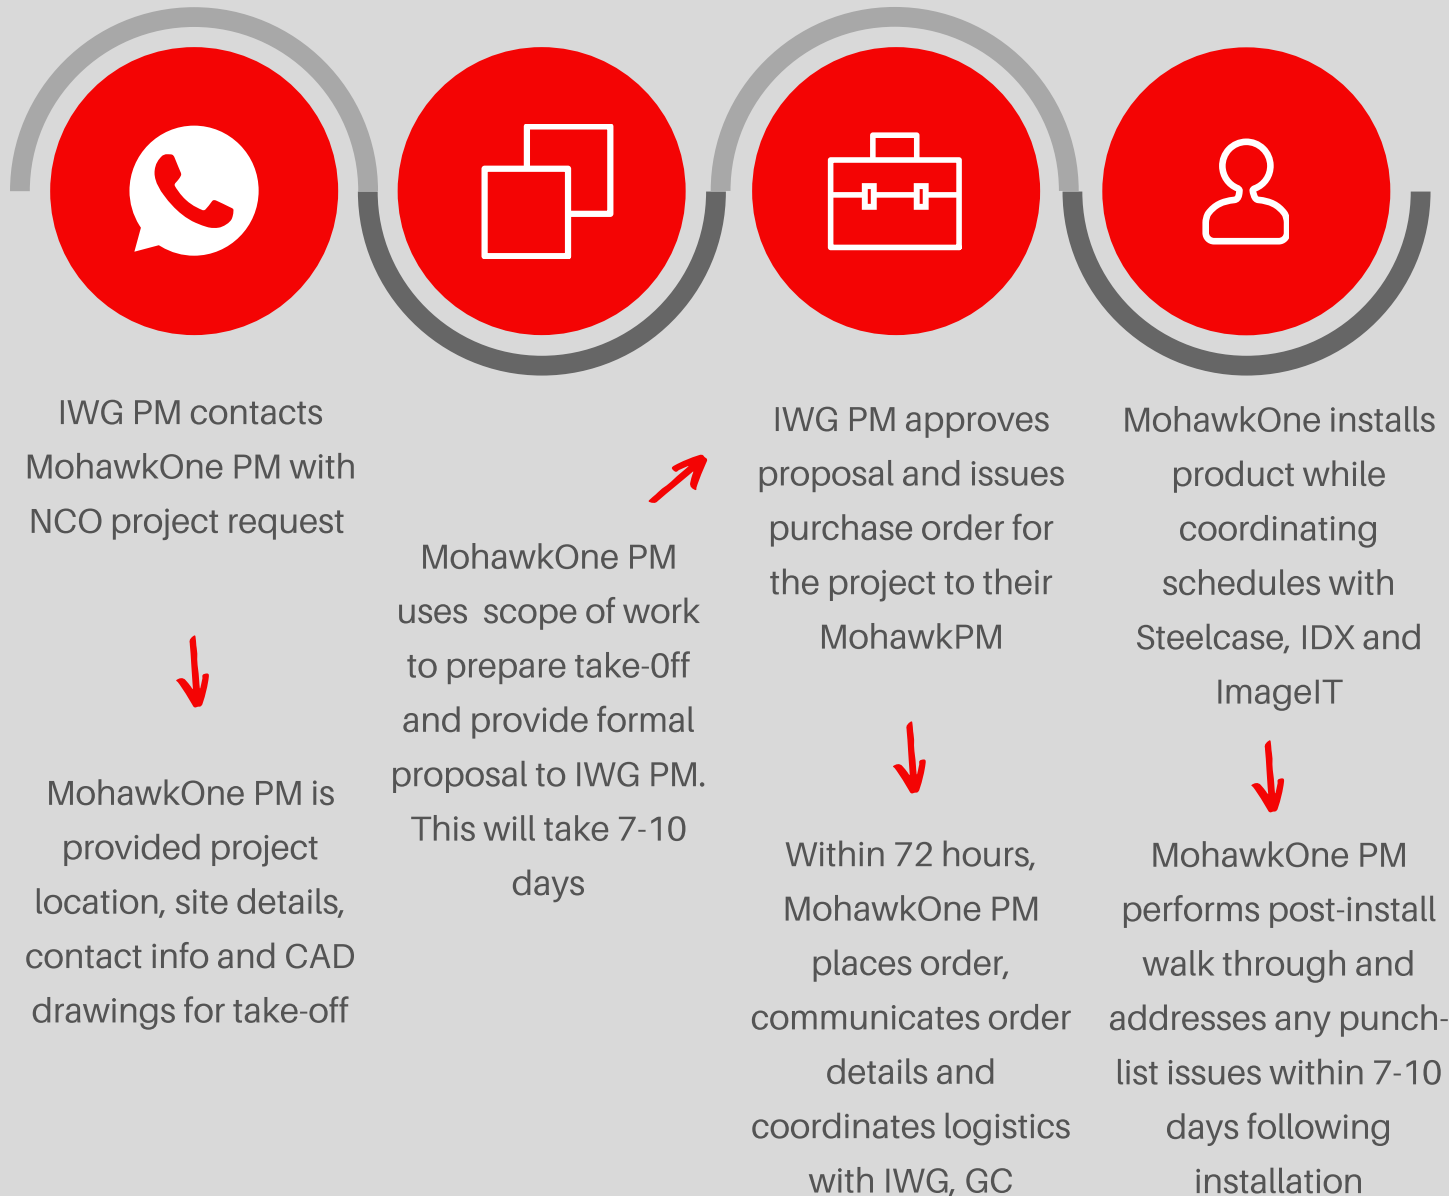 IWG PM contacts
MohawkOne PM with
NCO project request
MohawkOne PM is
provided project
location, site details,
contact info and CAD
drawings for take-off
MohawkOne PM
uses  scope of work
to prepare take-0ff
and provide formal
proposal to IWG PM.
This will take 7-10
days
IWG PM approves
proposal and issues
purchase order for
the project to their
MohawkPM
Within 72 hours,
MohawkOne PM
places order,
communicates order
details and
coordinates logistics
with IWG, GC
MohawkOne installs
product while
coordinating
schedules with
Steelcase, IDX and
ImageIT
MohawkOne PM
performs post-install
walk through and
addresses any punch-
list issues within 7-10
days following
installation